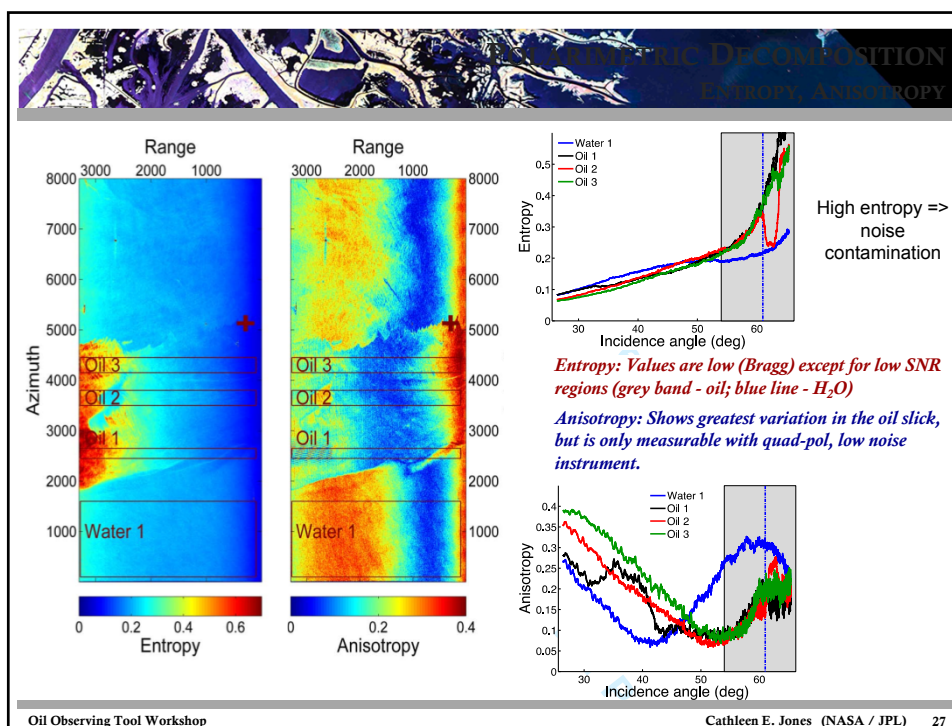 POLARIMETRIC DECOMPOSITION
ENTROPY, ANISOTROPY
Range
3000 2000 1000
Azimuth
8000
7000
6000
5000
4000
3000
2000
1000
Oil 3
Oil 2
Oil 1
Water 1
0 0.2 0.4 0.6
Entropy
Range
3000 2000 1000
8000
7000
6000
5000
4000
3000
2000
1000
Oil 3
Oil 2
Oil 1
Water 1
0 0.2 0.4
Anisotropy
Water 1
Oil 1
Oil 2
Oil 3
Entropy
0.5
0.4
0.3
0.2
0.1
0
30 40 50 60
Incidence angle (deg)
High entropy =>
noise
contamination
Entropy: Values are low (Bragg) except for low SNR
regions (grey band - oil; blue line - H₂O)
Anisotropy: Shows greatest variation in the oil slick,
but is only measurable with quad-pol, low noise
instrument.
Water 1
Oil 1
Oil 2
Oil 3
Anisotropy
0.4
0.35
0.3
0.25
0.2
0.15
0.1
0.05
0
30 40 50 60
Incidence angle (deg)
Oil Observing Tool Workshop
Cathleen E. Jones (NASA / JPL) 27